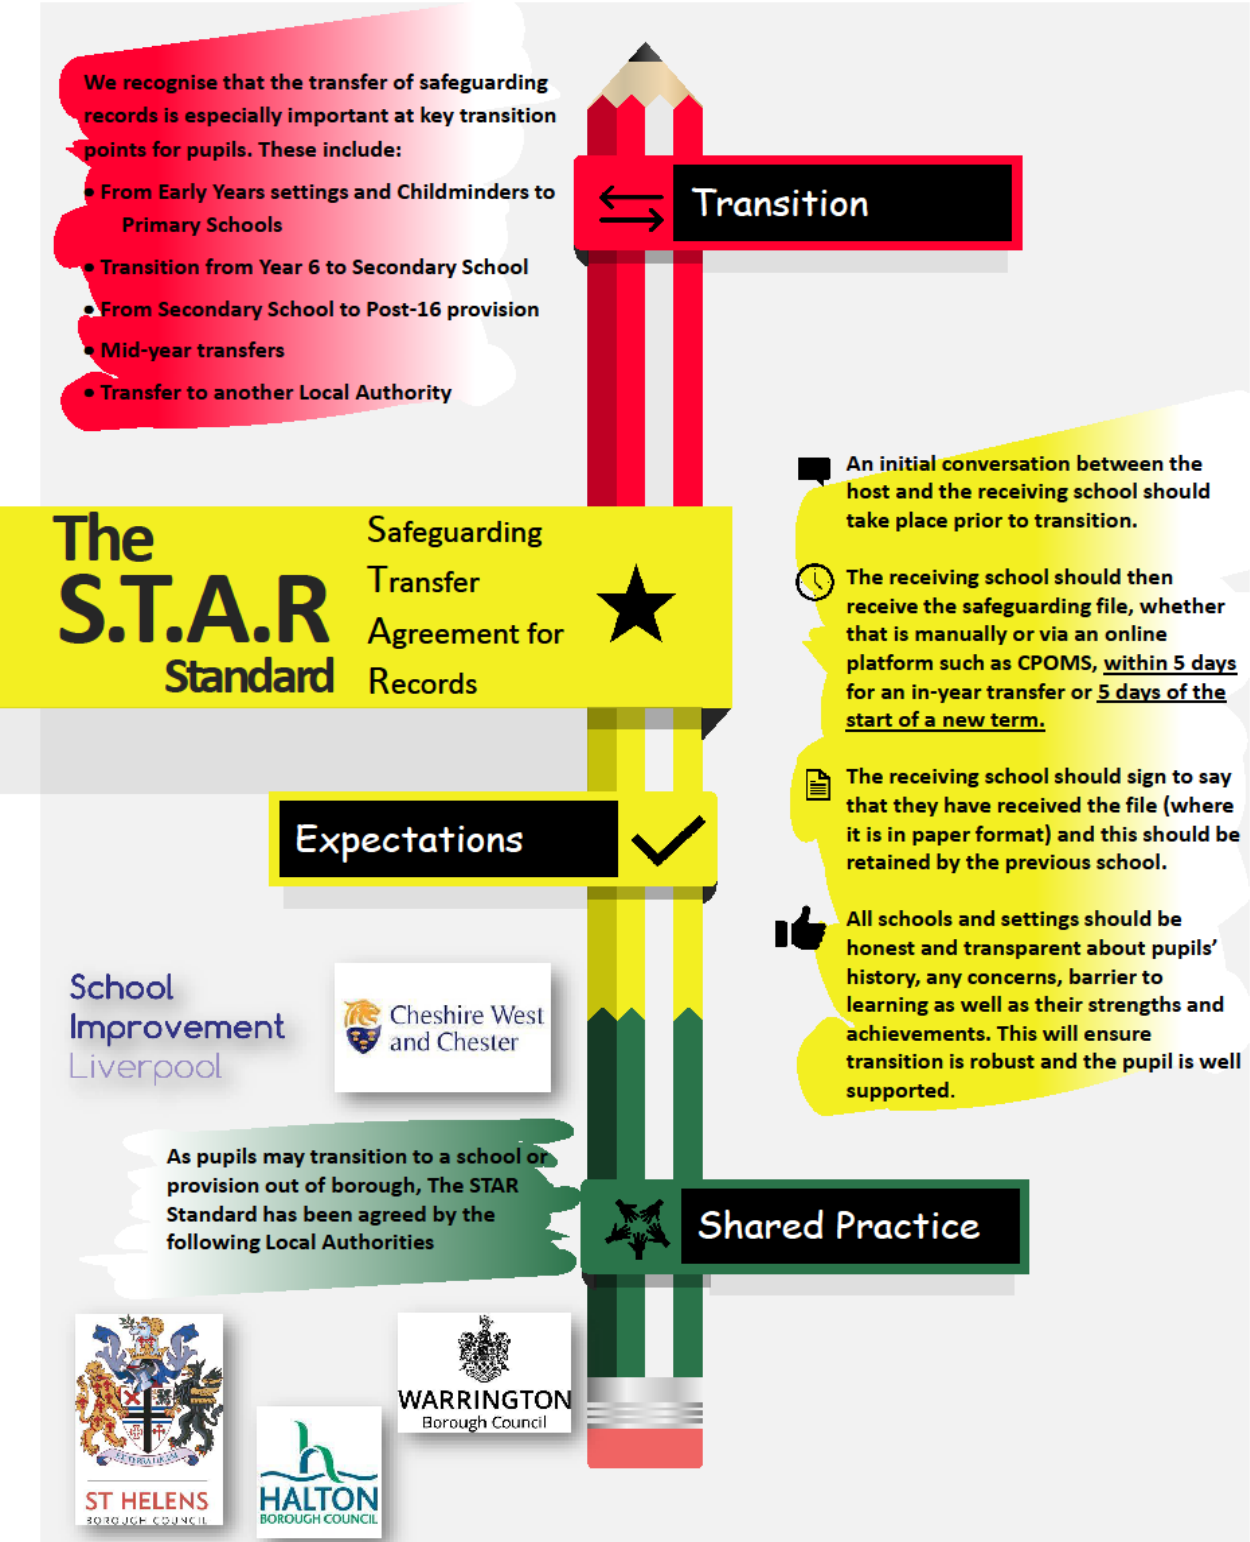 We recognise that the transfer of safeguarding
records is especially important at key transition
points for pupils. These include:
• From Early Years settings and Childminders to
Primary Schools
• Transition from Year 6 to Secondary School
• From Secondary School to Post-16 provision
• Mid-year transfers
• Transfer to another Local Authority
Transition
The
S.T.A.R
Standard
Safeguarding
Transfer
Agreement for
Records
An initial conversation between the
host and the receiving school should
take place prior to transition.
The receiving school should then
receive the safeguarding file, whether
that is manually or via an online
platform such as CPOMS, within 5 days
for an in-year transfer or 5 days of the
start of a new term.
The receiving school should sign to say
that they have received the file (where
it is in paper format) and this should be
retained by the previous school.
All schools and settings should be
honest and transparent about pupils’
history, any concerns, barrier to
learning as well as their strengths and
achievements. This will ensure
transition is robust and the pupil is well
supported.
Expectations
School
Improvement
Liverpool
Cheshire West
and Chester
As pupils may transition to a school or
provision out of borough, The STAR
Standard has been agreed by the
following Local Authorities
Shared Practice
ST HELENS
BOROUGH COUNCIL
HALTON
BOROUGH COUNCIL
WARRINGTON
Borough Council